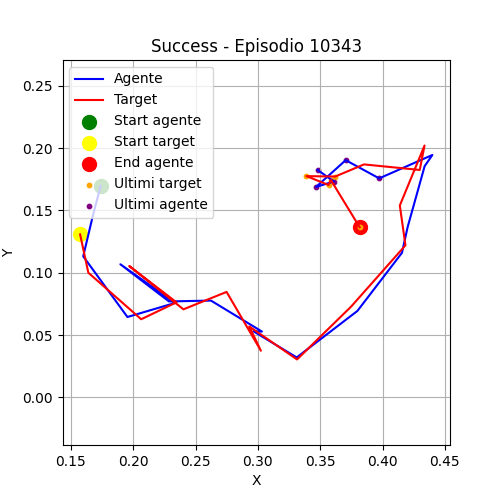 Success - Episodio 10343
Agente
Target
Start agente
Start target
End agente
Ultimi target
Ultimi agente
0.25
0.20
0.15
0.10
0.05
0.00
Y
0.15
0.20
0.25
0.30
0.35
0.40
0.45
X